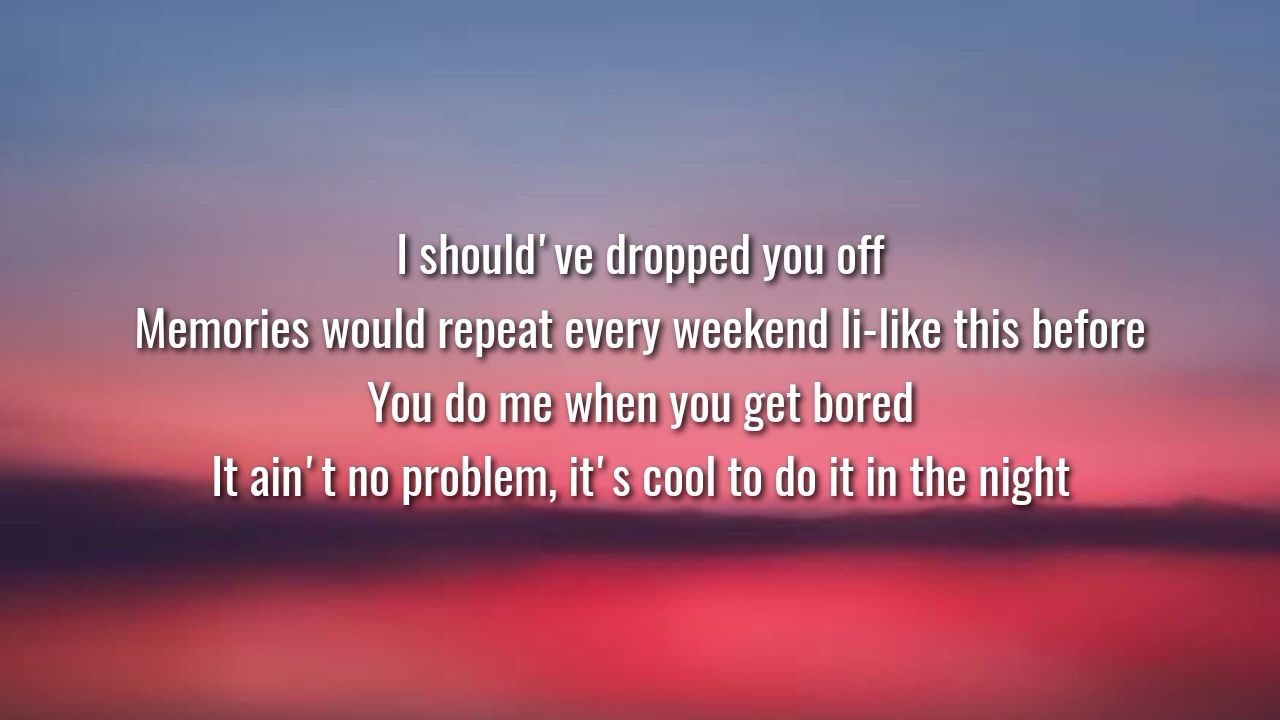 I should've dropped you off
Memories would repeat every weekend li-like this before
You do me when you get bored
It ain't no problem, it's cool to do it in the night